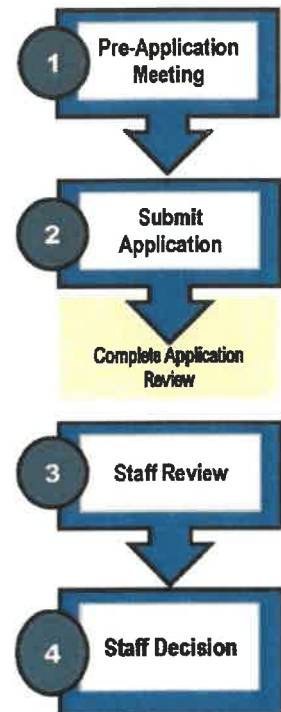 1
Pre-Application
Meeting
2
Submit
Application
Complete Application
Review
3
Staff Review
4
Staff Decision